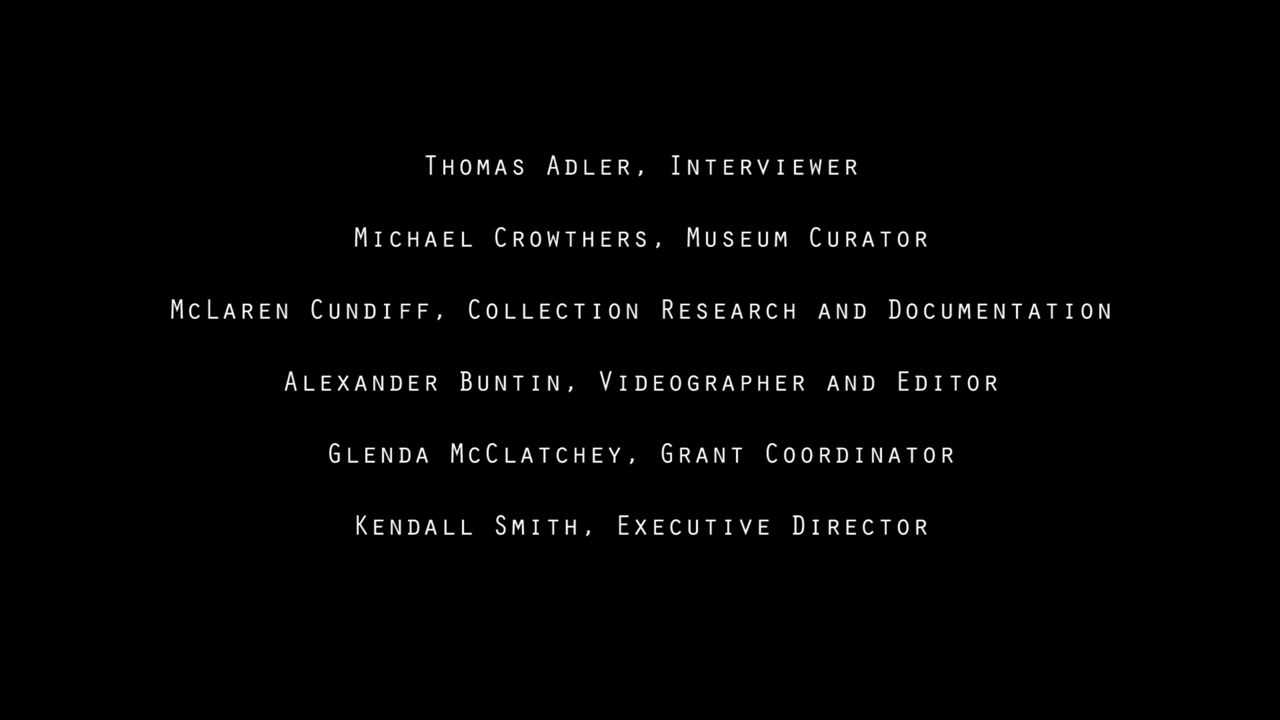 Thomas Adler, Interviewer
Michael Crowthers, Museum Curator
McLaren Cundiff, Collection Research and Documentation
Alexander Buntin, Videographer and Editor
Glenda McClatchey, Grant Coordinator
Kendall Smith, Executive Director